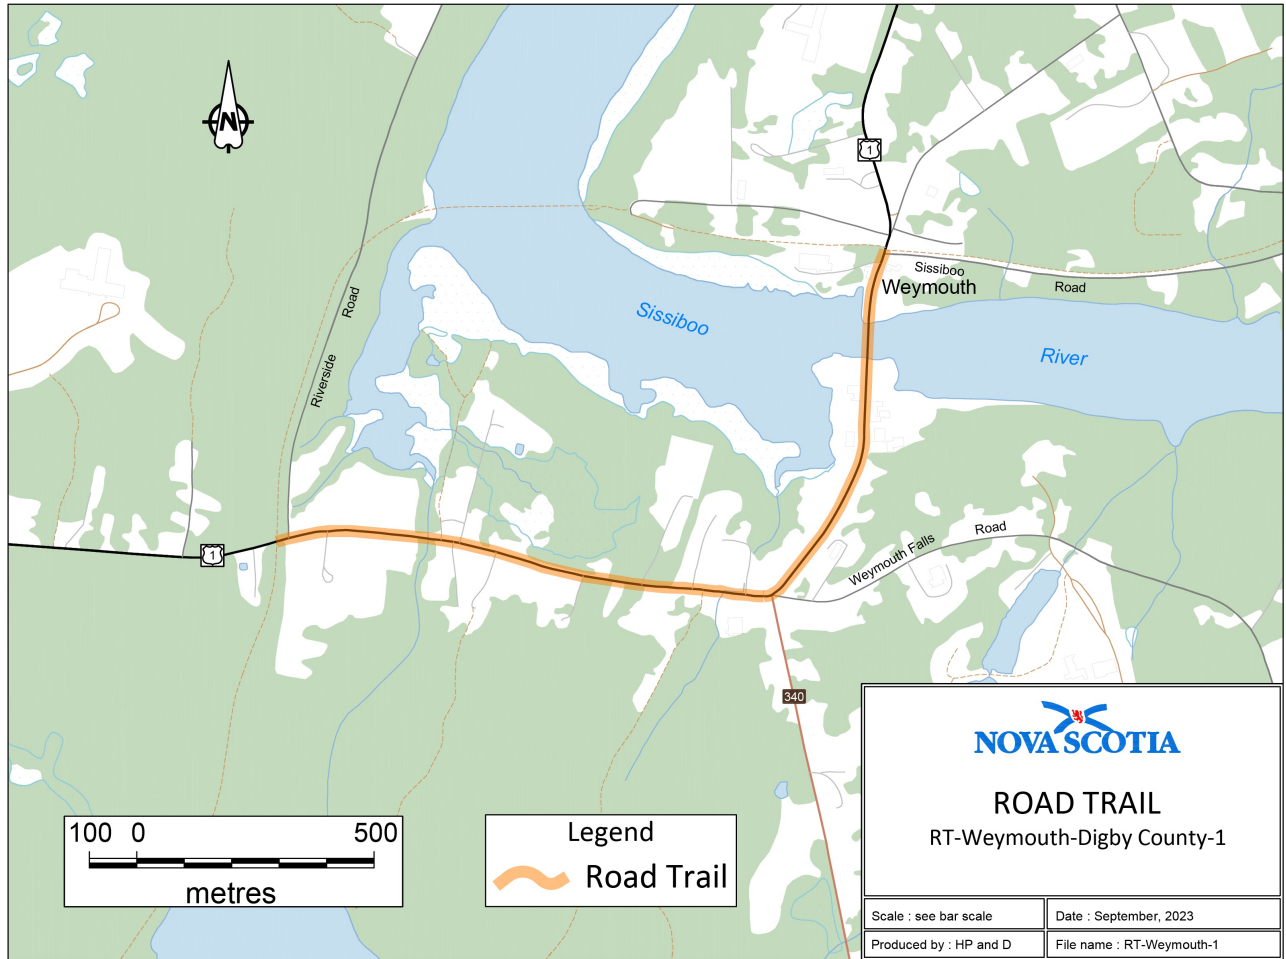 N
1
Sissiboo
Weymouth
Road
Riverside
Road
Sissiboo
River
1
Weymouth Falls
Road
340
100 0 500
metres
Legend
Road Trail
NOVA SCOTIA
ROAD TRAIL
RT-Weymouth-Digby County-1
Scale : see bar scale
Date : September, 2023
Produced by : HP and D
File name : RT-Weymouth-1